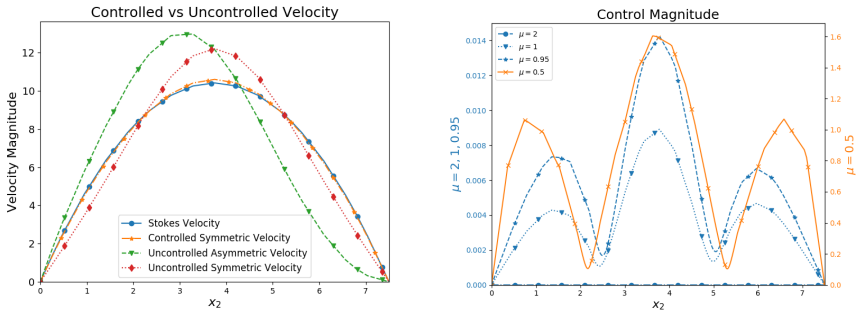 Controlled vs Uncontrolled Velocity
Velocity Magnitude
12
10
8
6
4
2
0
Stokes Velocity
Controlled Symmetric Velocity
Uncontrolled Asymmetric Velocity
Uncontrolled Symmetric Velocity
0 1 2 3 4 5 6 7
x₂
Control Magnitude
μ = 2, 1, 0.95
0.014
0.012
0.010
0.008
0.006
0.004
0.002
0.000
μ = 2
μ = 1
μ = 0.95
μ = 0.5
1.6
1.4
1.2
1.0
0.8
0.6
0.4
0.2
0.0
μ = 0.5
0 1 2 3 4 5 6 7
x₂